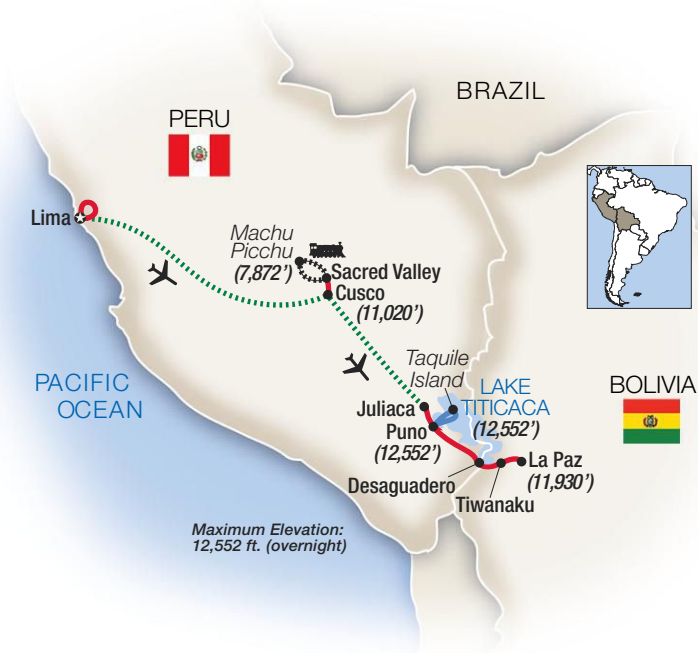 BRAZIL
PERU
Lima
Machu
Picchu
(7,872’)
Sacred Valley
Cusco
(11,020’)
PACIFIC
OCEAN
Taquile
Island
LAKE
TITICACA
(12,552’)
BOLIVIA
Juliaca
Puno
(12,552’)
Desaguadero
La Paz
(11,930’)
Tiwanaku
Maximum Elevation:
12,552 ft. (overnight)